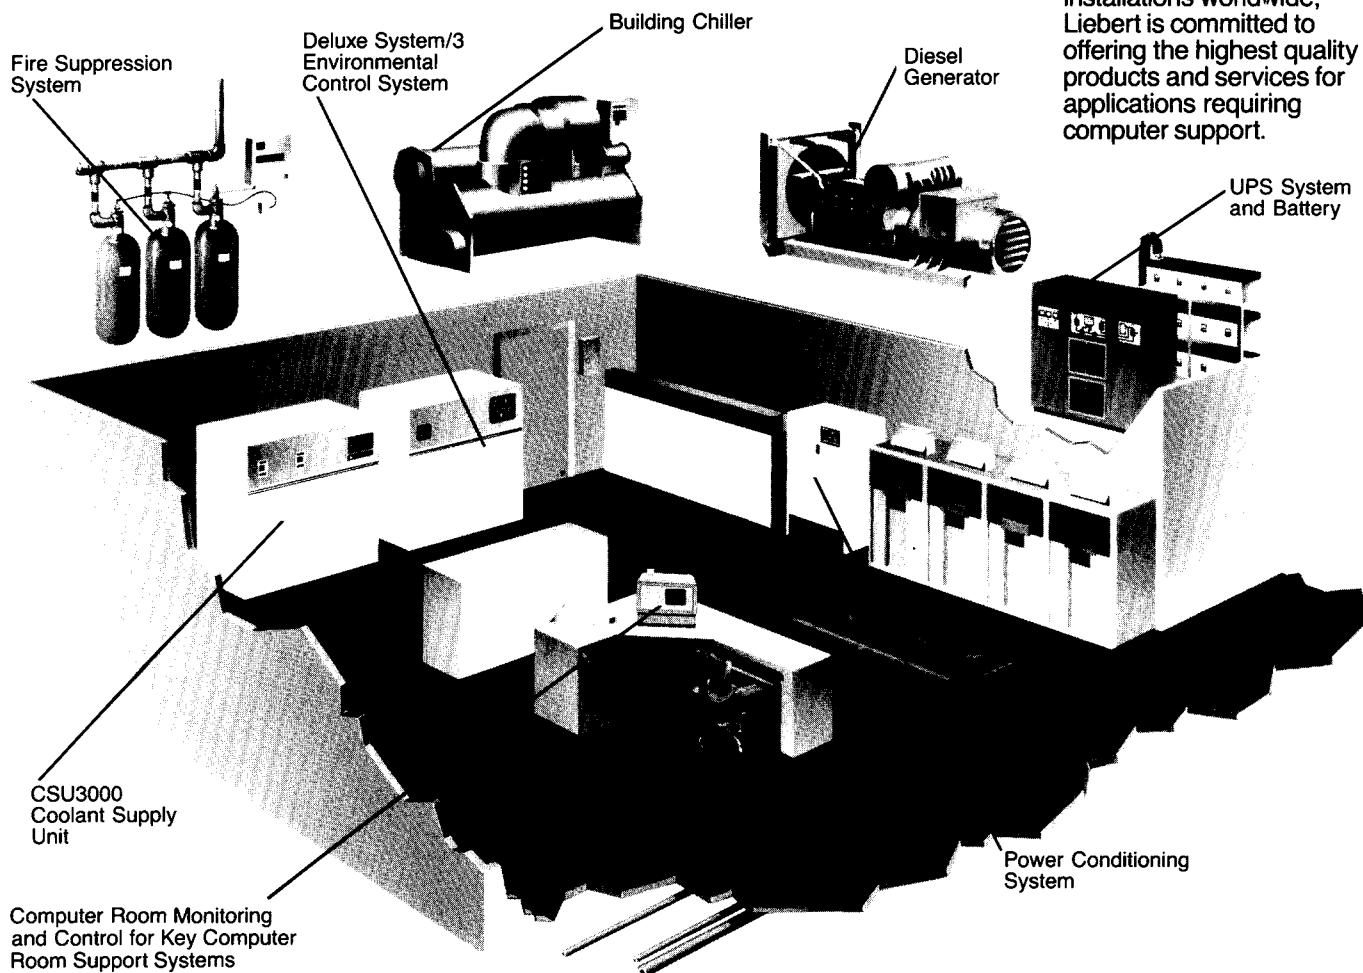 installations worldwide,
Liebert is committed to
offering the highest quality
products and services for
applications requiring
computer support.
Building Chiller
Deluxe System/3
Environmental
Control System
Fire Suppression
System
Diesel
Generator
UPS System
and Battery
CSU3000
Coolant Supply
Unit
Power Conditioning
System
Computer Room Monitoring
and Control for Key Computer
Room Support Systems